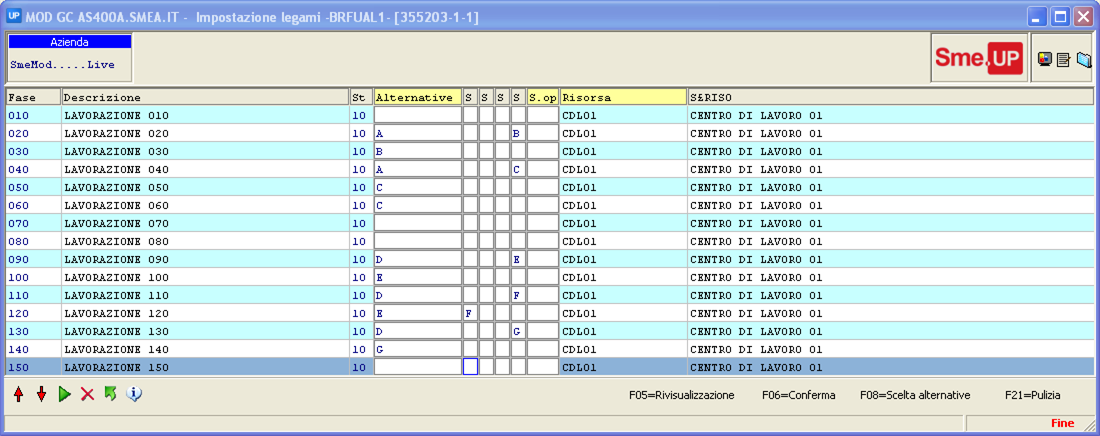 UP MOD GC AS400A.SMEA.IT - Impostazione legami -BRFUAL1- [355203-1-1]
Azienda
SmeMod.....Live
Sme.UP
Fase Descrizione St Alternative S S S S S.op Risorsa S£RISO
010 LAVORAZIONE 010 10 CDL01 CENTRO DI LAVORO 01
020 LAVORAZIONE 020 10 A B CDL01 CENTRO DI LAVORO 01
030 LAVORAZIONE 030 10 B CDL01 CENTRO DI LAVORO 01
040 LAVORAZIONE 040 10 A C CDL01 CENTRO DI LAVORO 01
050 LAVORAZIONE 050 10 C CDL01 CENTRO DI LAVORO 01
060 LAVORAZIONE 060 10 C CDL01 CENTRO DI LAVORO 01
070 LAVORAZIONE 070 10 CDL01 CENTRO DI LAVORO 01
080 LAVORAZIONE 080 10 CDL01 CENTRO DI LAVORO 01
090 LAVORAZIONE 090 10 D E CDL01 CENTRO DI LAVORO 01
100 LAVORAZIONE 100 10 E CDL01 CENTRO DI LAVORO 01
110 LAVORAZIONE 110 10 D F CDL01 CENTRO DI LAVORO 01
120 LAVORAZIONE 120 10 E F CDL01 CENTRO DI LAVORO 01
130 LAVORAZIONE 130 10 D G CDL01 CENTRO DI LAVORO 01
140 LAVORAZIONE 140 10 G CDL01 CENTRO DI LAVORO 01
150 LAVORAZIONE 150 10 CDL01 CENTRO DI LAVORO 01
F05=Rivisualizzazione F06=Conferma F08=Scelta alternative F21=Pulizia
Fine